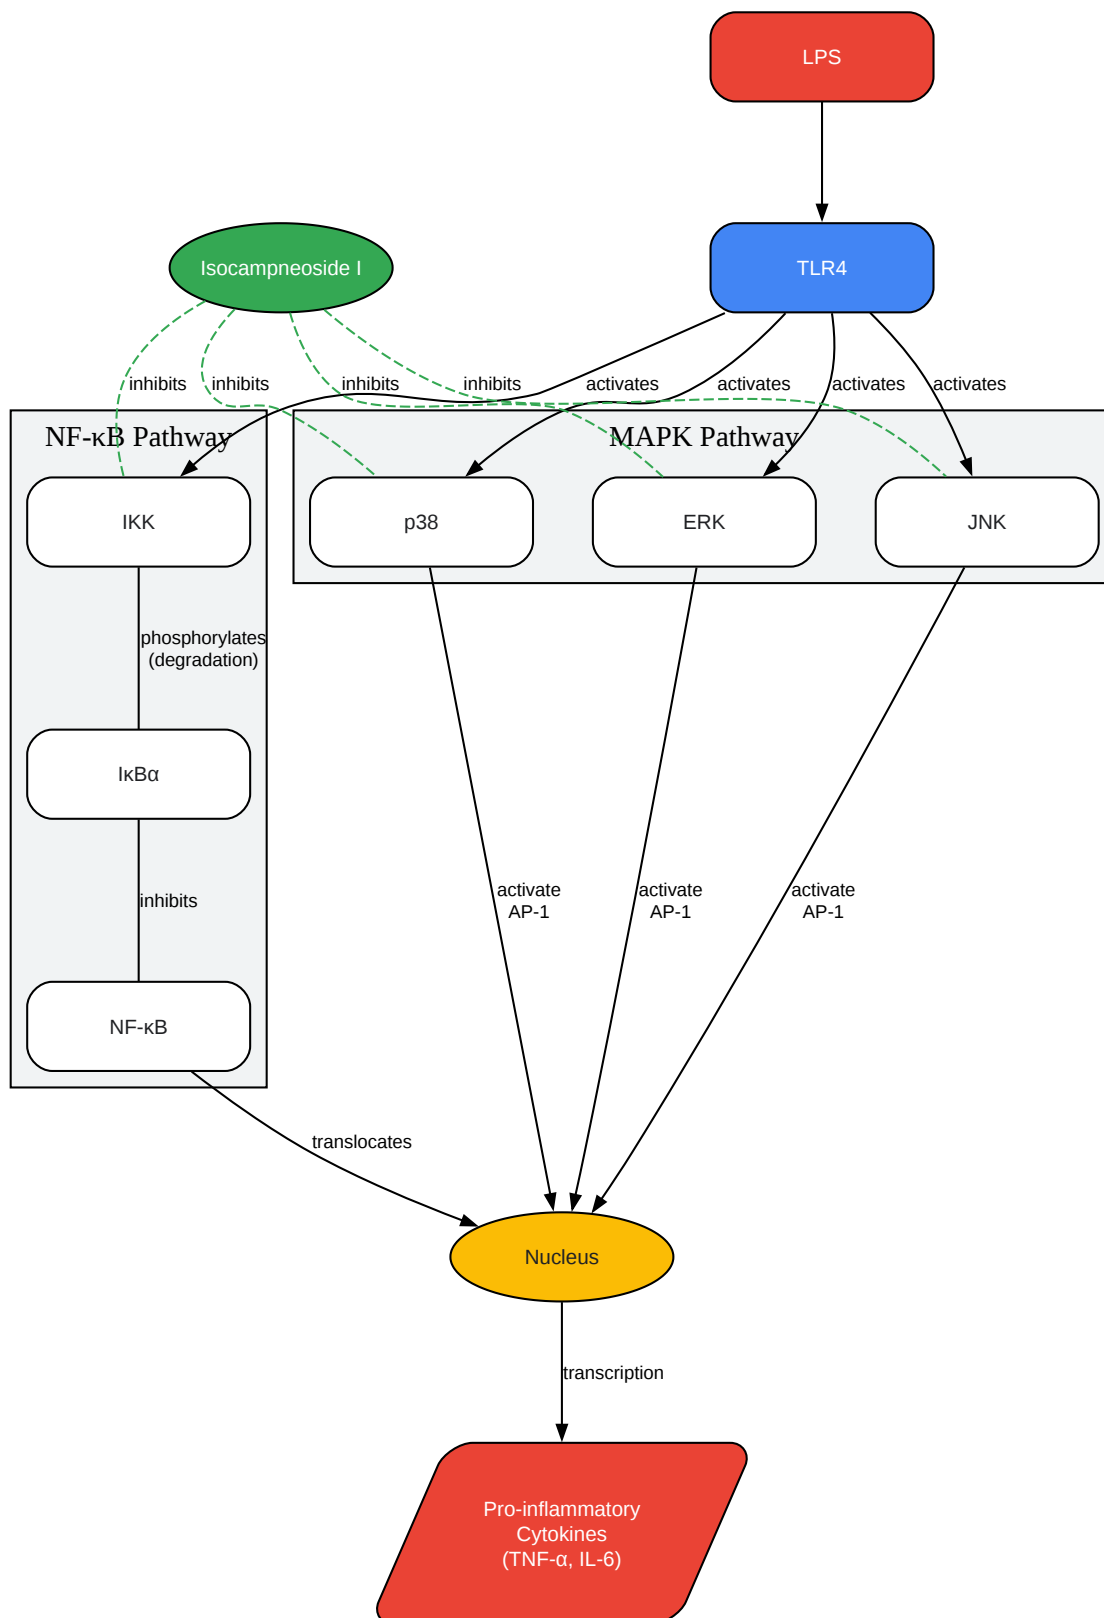 LPS
Isocampneoside I
TLR4
inhibits
inhibits
inhibits
inhibits
activates
activates
activates
activates
NF-κB Pathway
MAPK Pathway
IKK
p38
ERK
JNK
phosphorylates
(degradation)
IκBα
inhibits
activate
AP-1
activate
AP-1
activate
AP-1
NF-κB
translocates
Nucleus
transcription
Pro-inflammatory
Cytokines
(TNF-α, IL-6)